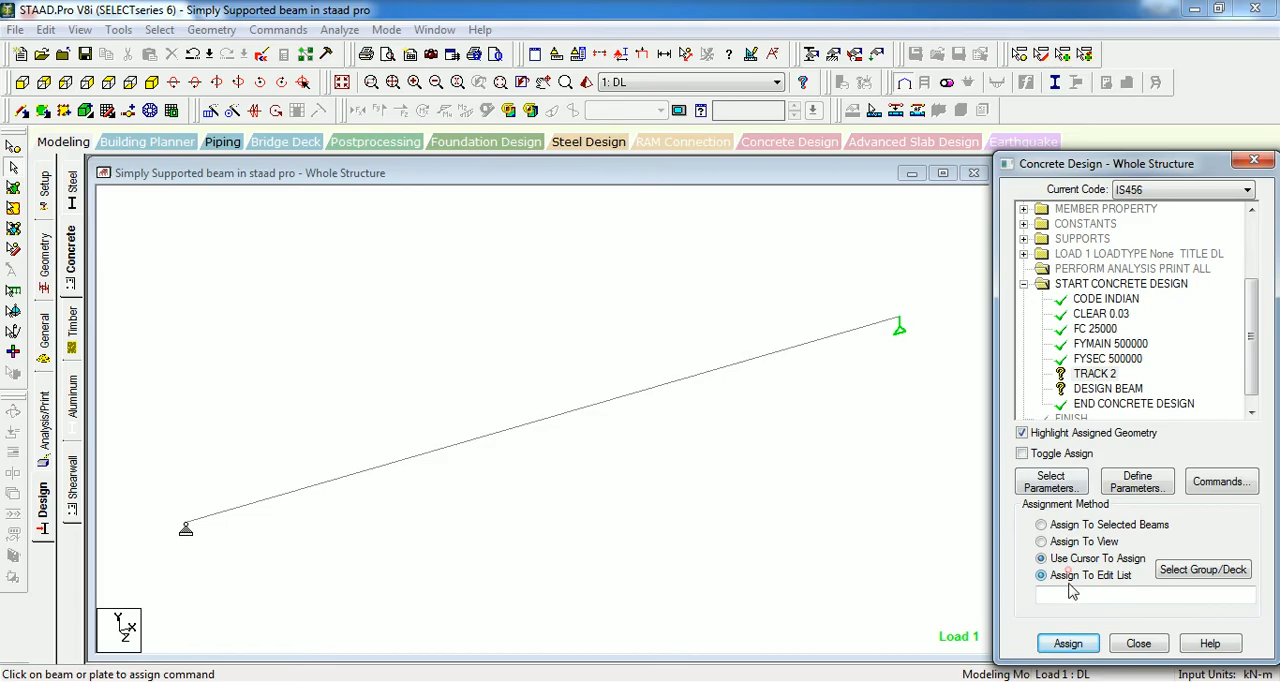 STAAD.Pro V8i (SELECTseries 6) - Simply Supported beam in staad pro
File Edit View Tools Select Geometry Commands Analyze Mode Window Help
1: DL
Modeling Building Planner Piping Bridge Deck Postprocessing Foundation Design Steel Design RAM Connection Concrete Design Advanced Slab Design Earthquake
Simply Supported beam in staad pro - Whole Structure
Setup
Geometry
General
Analysis/Print
Design
Steel
Concrete
Timber
Aluminum
Shearwall
Y
X
Z
Load 1
Concrete Design - Whole Structure
Current Code: IS456
MEMBER PROPERTY
CONSTANTS
SUPPORTS
LOAD 1 LOADTYPE None TITLE DL
PERFORM ANALYSIS PRINT ALL
START CONCRETE DESIGN
CODE INDIAN
CLEAR 0.03
FC 25000
FYMAIN 500000
FYSEC 500000
TRACK 2
DESIGN BEAM
END CONCRETE DESIGN
FINISH
Highlight Assigned Geometry
Toggle Assign
Select Parameters..
Define Parameters..
Commands...
Assignment Method
Assign To Selected Beams
Assign To View
Use Cursor To Assign
Assign To Edit List
Select Group/Deck
Assign Close Help
Click on beam or plate to assign command
Modeling Mo Load 1 : DL Input Units: kN-m